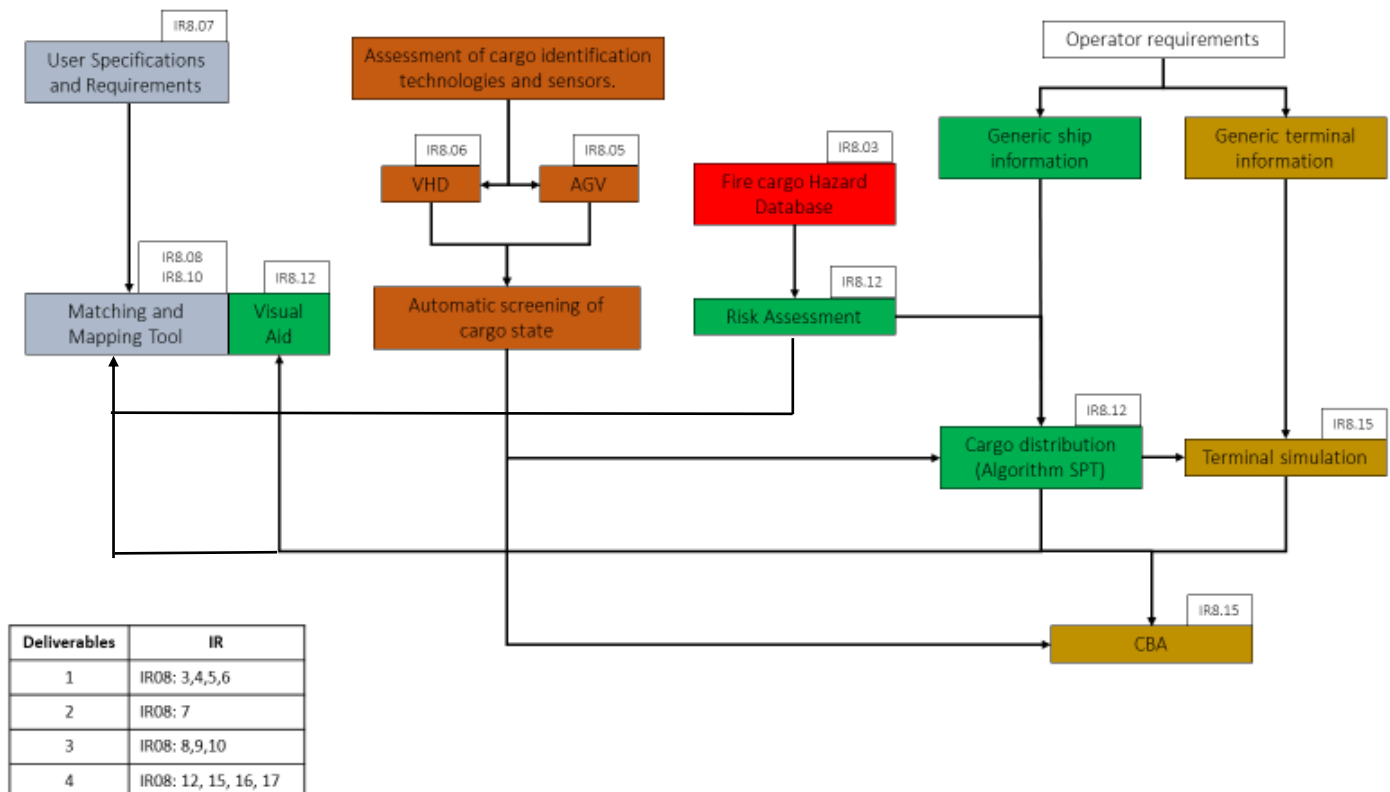 IR8.07
User Specifications
and Requirements
Assessment of cargo identification
technologies and sensors.
Operator requirements
IR8.06
VHD
IR8.05
AGV
IR8.03
Fire cargo Hazard
Database
Generic ship
information
Generic terminal
information
IR8.08
IR8.10
Matching and
Mapping Tool
IR8.12
Visual
Aid
Automatic screening of
cargo state
IR8.12
Risk Assessment
IR8.12
Cargo distribution
(Algorithm SPT)
IR8.15
Terminal simulation
IR8.15
CBA
Deliverables IR
1 IR08: 3,4,5,6
2 IR08: 7
3 IR08: 8,9,10
4 IR08: 12, 15, 16, 17